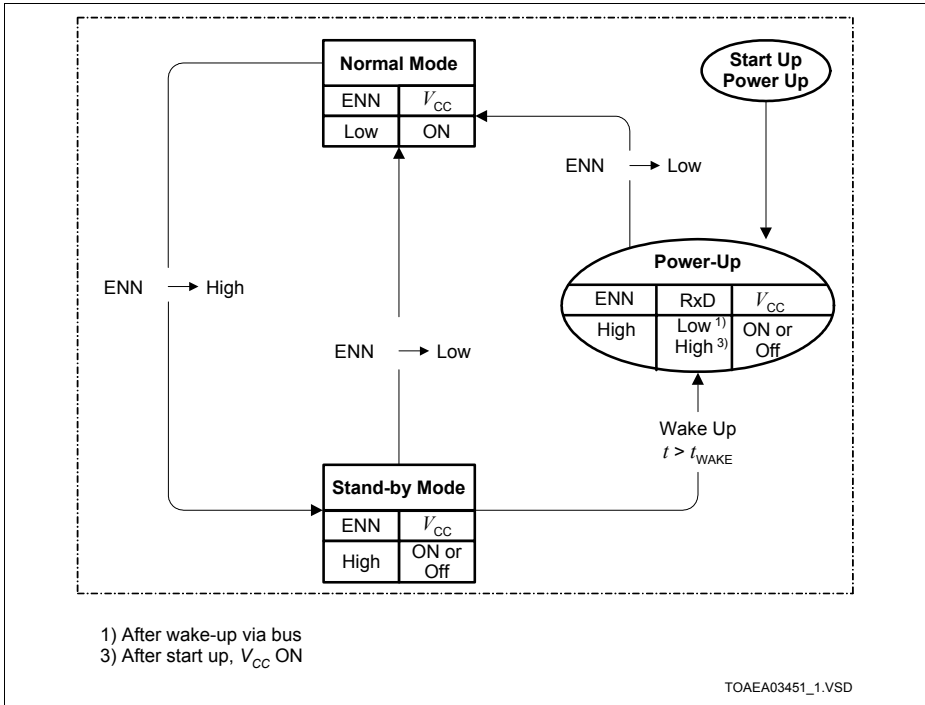 Normal Mode
ENN V_CC
Low ON
Start Up
Power Up
ENN → Low
Power-Up
ENN RxD V_CC
High Low 1) ON or
High 3) Off
ENN → High
ENN → Low
Wake Up
t > t_WAKE
Stand-by Mode
ENN V_CC
High ON or
Off
1) After wake-up via bus
3) After start up, V_CC ON
TOAEA03451_1.VSD